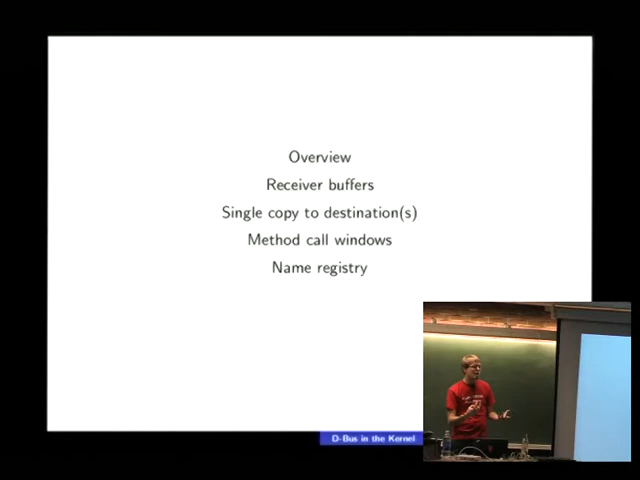 Overview
Receiver buffers
Single copy to destination(s)
Method call windows
Name registry
D-Bus in the Kernel